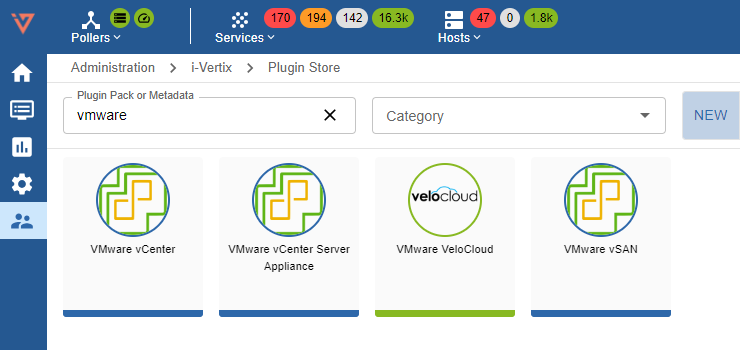 170 194 142 16.3k 47 0 1.8k
Pollers Services Hosts
Administration > i-Vertix > Plugin Store
Plugin Pack or Metadata
vmware
Category
NEW
velocloud
VMware vCenter
VMware vCenter Server
Appliance
VMware VeloCloud
VMware vSAN